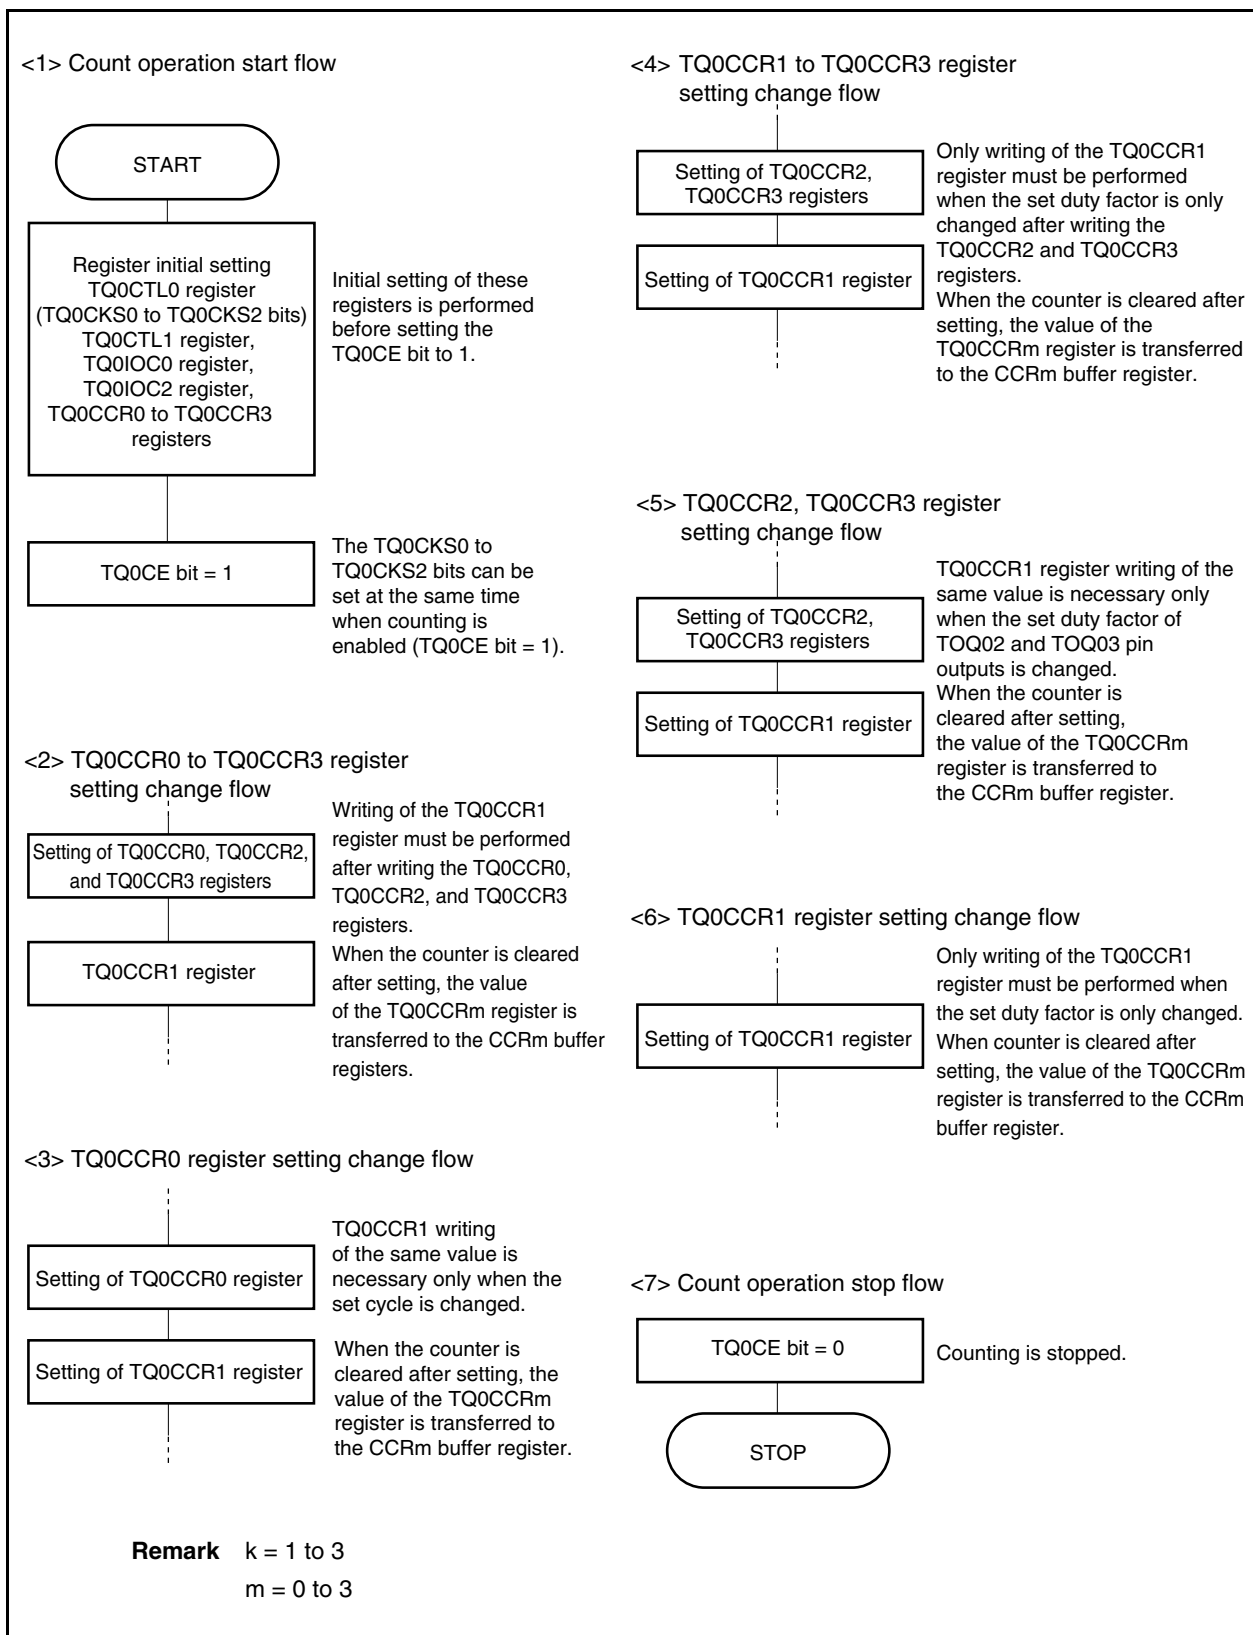 <1> Count operation start flow
START
Register initial setting
TQ0CTL0 register
(TQ0CKS0 to TQ0CKS2 bits)
TQ0CTL1 register,
TQ0IOC0 register,
TQ0IOC2 register,
TQ0CCR0 to TQ0CCR3
registers
Initial setting of these
registers is performed
before setting the
TQ0CE bit to 1.
TQ0CE bit = 1
The TQ0CKS0 to
TQ0CKS2 bits can be
set at the same time
when counting is
enabled (TQ0CE bit = 1).
<2> TQ0CCR0 to TQ0CCR3 register
setting change flow
Setting of TQ0CCR0, TQ0CCR2,
and TQ0CCR3 registers
TQ0CCR1 register
Writing of the TQ0CCR1
register must be performed
after writing the TQ0CCR0,
TQ0CCR2, and TQ0CCR3
registers.
When the counter is cleared
after setting, the value
of the TQ0CCRm register is
transferred to the CCRm buffer
registers.
<3> TQ0CCR0 register setting change flow
Setting of TQ0CCR0 register
TQ0CCR1 writing
of the same value is
necessary only when the
set cycle is changed.
Setting of TQ0CCR1 register
When the counter is
cleared after setting, the
value of the TQ0CCRm
register is transferred to
the CCRm buffer register.
<4> TQ0CCR1 to TQ0CCR3 register
setting change flow
Setting of TQ0CCR2,
TQ0CCR3 registers
Setting of TQ0CCR1 register
Only writing of the TQ0CCR1
register must be performed
when the set duty factor is only
changed after writing the
TQ0CCR2 and TQ0CCR3
registers.
When the counter is cleared after
setting, the value of the
TQ0CCRm register is transferred
to the CCRm buffer register.
<5> TQ0CCR2, TQ0CCR3 register
setting change flow
Setting of TQ0CCR2,
TQ0CCR3 registers
Setting of TQ0CCR1 register
TQ0CCR1 register writing of the
same value is necessary only
when the set duty factor of
TOQ02 and TOQ03 pin
outputs is changed.
When the counter is
cleared after setting,
the value of the TQ0CCRm
register is transferred to
the CCRm buffer register.
<6> TQ0CCR1 register setting change flow
Setting of TQ0CCR1 register
Only writing of the TQ0CCR1
register must be performed when
the set duty factor is only changed.
When counter is cleared after
setting, the value of the TQ0CCRm
register is transferred to the CCRm
buffer register.
<7> Count operation stop flow
TQ0CE bit = 0
Counting is stopped.
STOP
Remark k = 1 to 3
m = 0 to 3